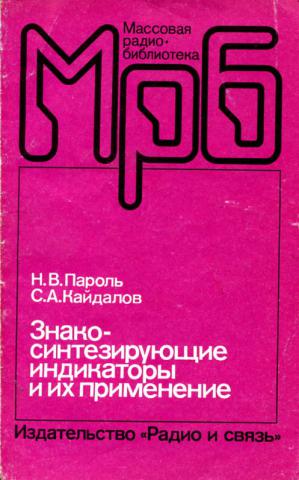 Массовая
радио-
библиотека
Мрб
Н.В.Пароль
С.А.Кайдалов
Знако-
синтезирующие
индикаторы
и их применение
Издательство «Радио и связь»